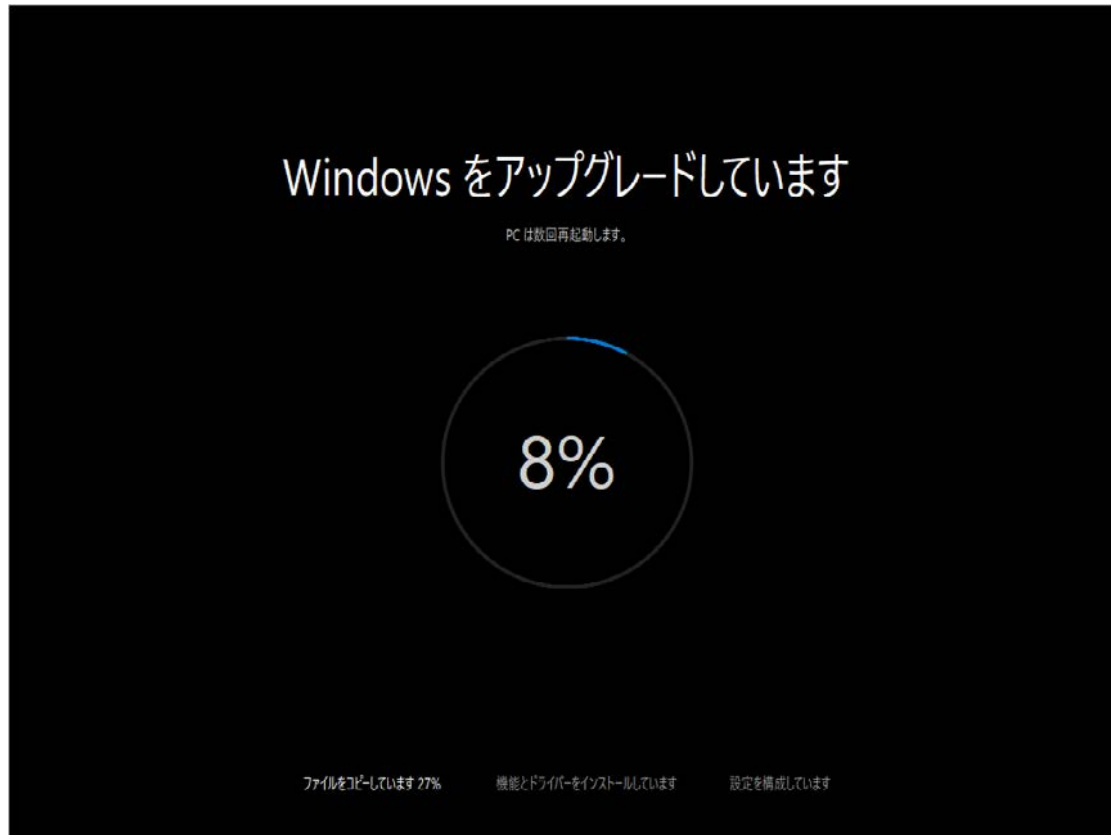 Windows をアップグレードしています
PC は数回再起動します。
8%
ファイルをコピーしています 27% 機能とドライバーをインストールしています 設定を構成しています